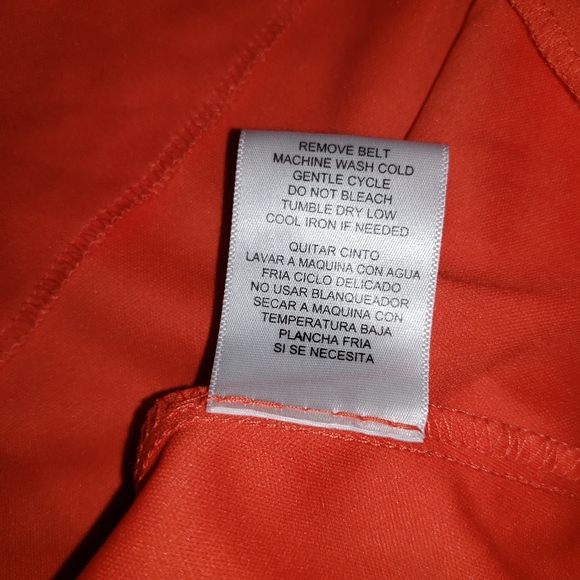 REMOVE BELT
MACHINE WASH COLD
GENTLE CYCLE
DO NOT BLEACH
TUMBLE DRY LOW
COOL IRON IF NEEDED
QUITAR CINTO
LAVAR A MAQUINA CON AGUA
FRIA CICLO DELICADO
NO USAR BLANQUEADOR
SECAR A MAQUINA CON
TEMPERATURA BAJA
PLANCHA FRIA
SI SE NECESITA